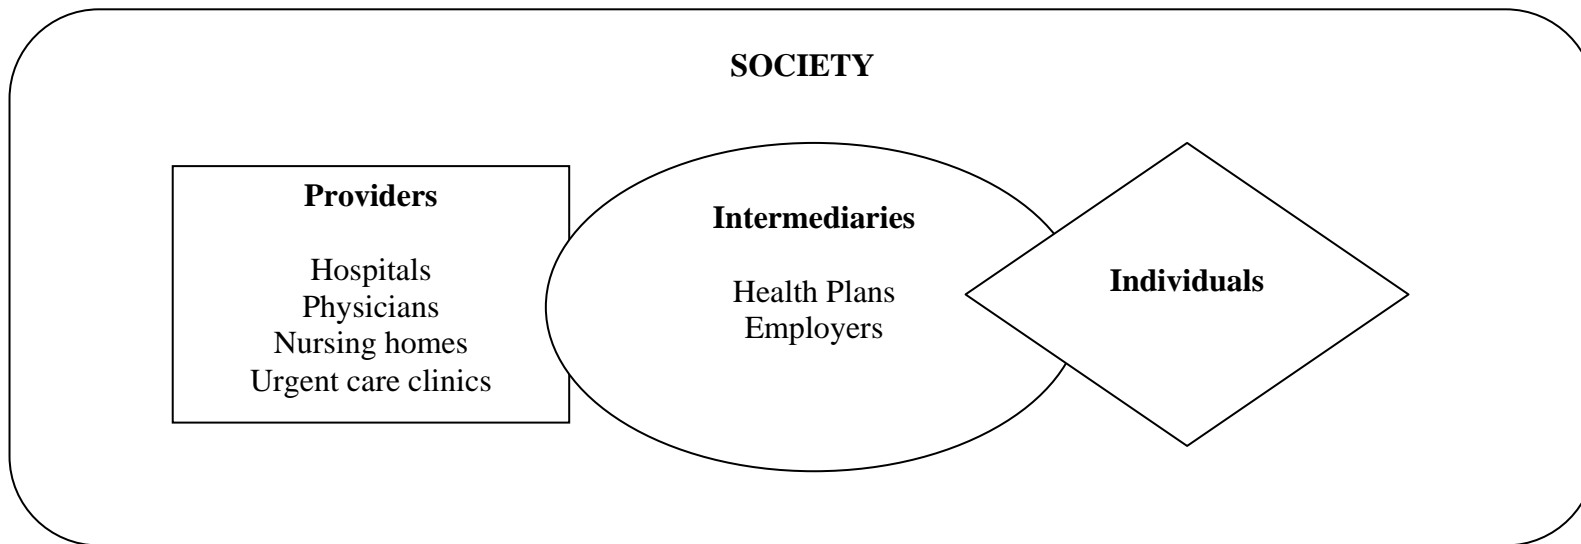 SOCIETY
Providers
Hospitals
Physicians
Nursing homes
Urgent care clinics
Intermediaries
Health Plans
Employers
Individuals